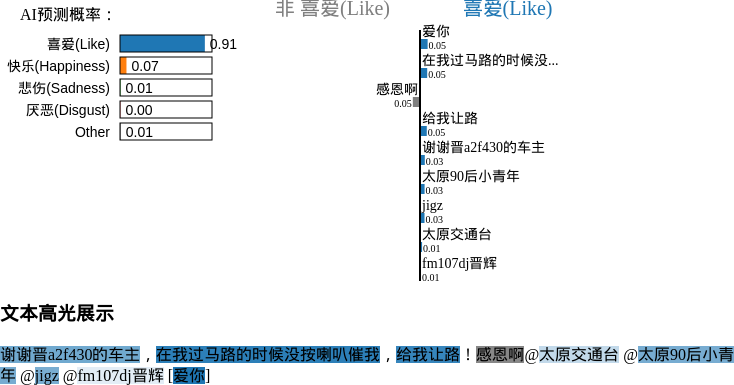 AI预测概率：
喜爱(Like) 0.91
快乐(Happiness) 0.07
悲伤(Sadness) 0.01
厌恶(Disgust) 0.00
Other 0.01
非 喜爱(Like) 喜爱(Like)
爱你
0.05
在我过马路的时候没...
0.05
感恩啊
0.05
给我让路
0.05
谢谢晋a2f430的车主
0.03
太原90后小青年
0.03
jigz
0.03
太原交通台
0.01
fm107dj晋辉
0.01
文本高光展示
谢谢晋a2f430的车主，在我过马路的时候没按喇叭催我，给我让路！感恩啊@太原交通台 @太原90后小青
年 @jigz @fm107dj晋辉 [爱你]